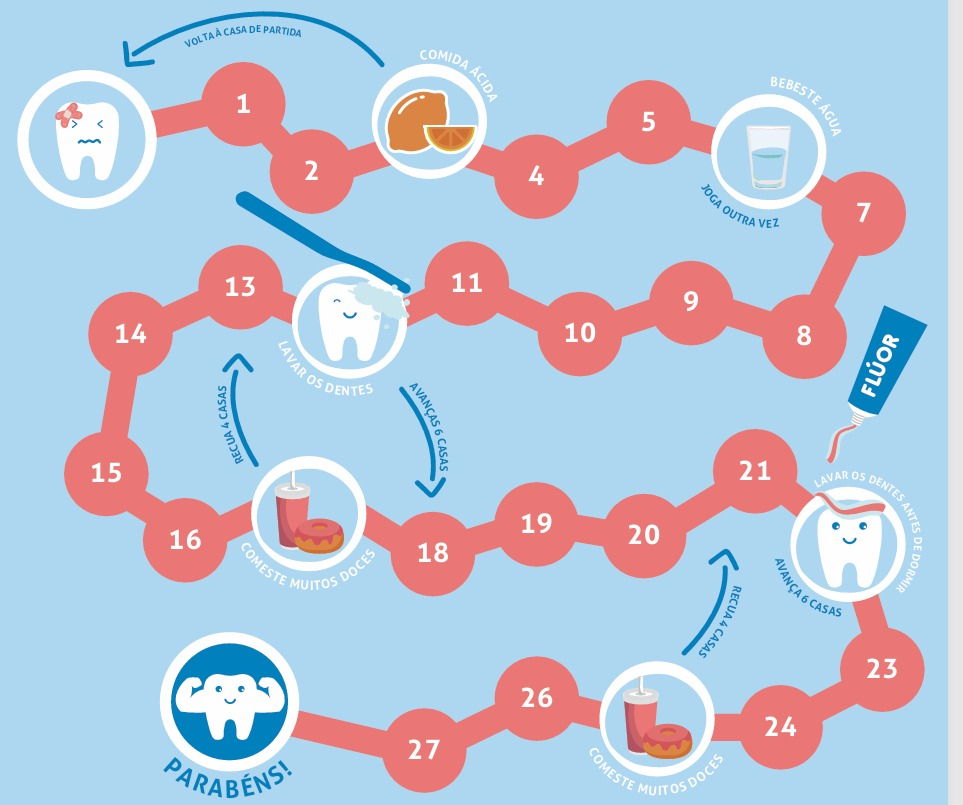 VOLTA À CASA DE PARTIDA
COMIDA ÁCIDA
BEBESTE ÁGUA
1
2
4
5
JOGA OUTRA VEZ
7
13
11
9
14
10
8
LAVAR OS DENTES
FLÚOR
RECUA 4 CASAS
AVANÇAS 6 CASAS
15
21
LAVAR OS DENTES ANTES DE DORMIR
16
COMESTE MUITOS DOCES
18
19
20
AVANÇA 6 CASAS
RECUA 4 CASAS
23
26
24
27
COMESTE MUITOS DOCES
PARABÉNS!